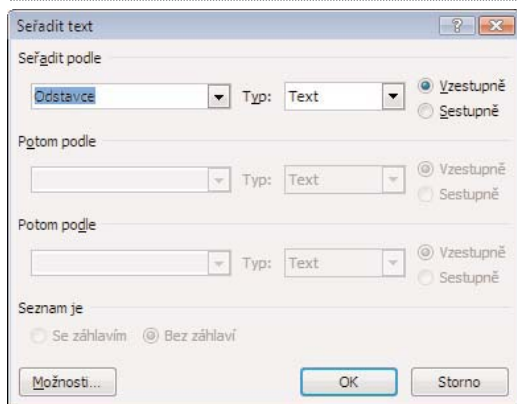 Seřadit text
Seřadit podle
Odstavce Typ: Text Vzestupně
Sestupně
Potom podle
Typ: Text Vzestupně
Sestupně
Potom podle
Typ: Text Vzestupně
Sestupně
Seznam je
Se záhlavím Bez záhlaví
Možnosti... OK Storno